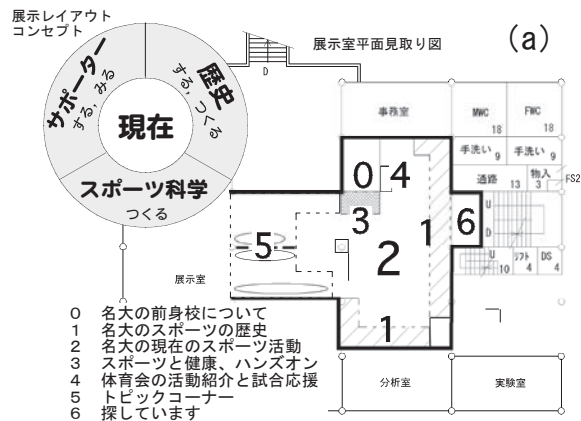 展示レイアウト
コンセプト
展示室平面見取り図
(a)
サポーター
する,みる
歴史
する,つくる
現在
スポーツ科学
つくる
D
事務室
MWC
18
FWC
18
手洗い 9
手洗い 9
通路 13
物入 3
FS2
0
4
3
1
6
2
5
1
U
D
U
10
リフト
4
DS
4
展示室
0 名大の前身校について
1 名大のスポーツの歴史
2 名大の現在のスポーツ活動
3 スポーツと健康、ハンズオン
4 体育会の活動紹介と試合応援
5 トピックコーナー
6 探しています
分析室
実験室